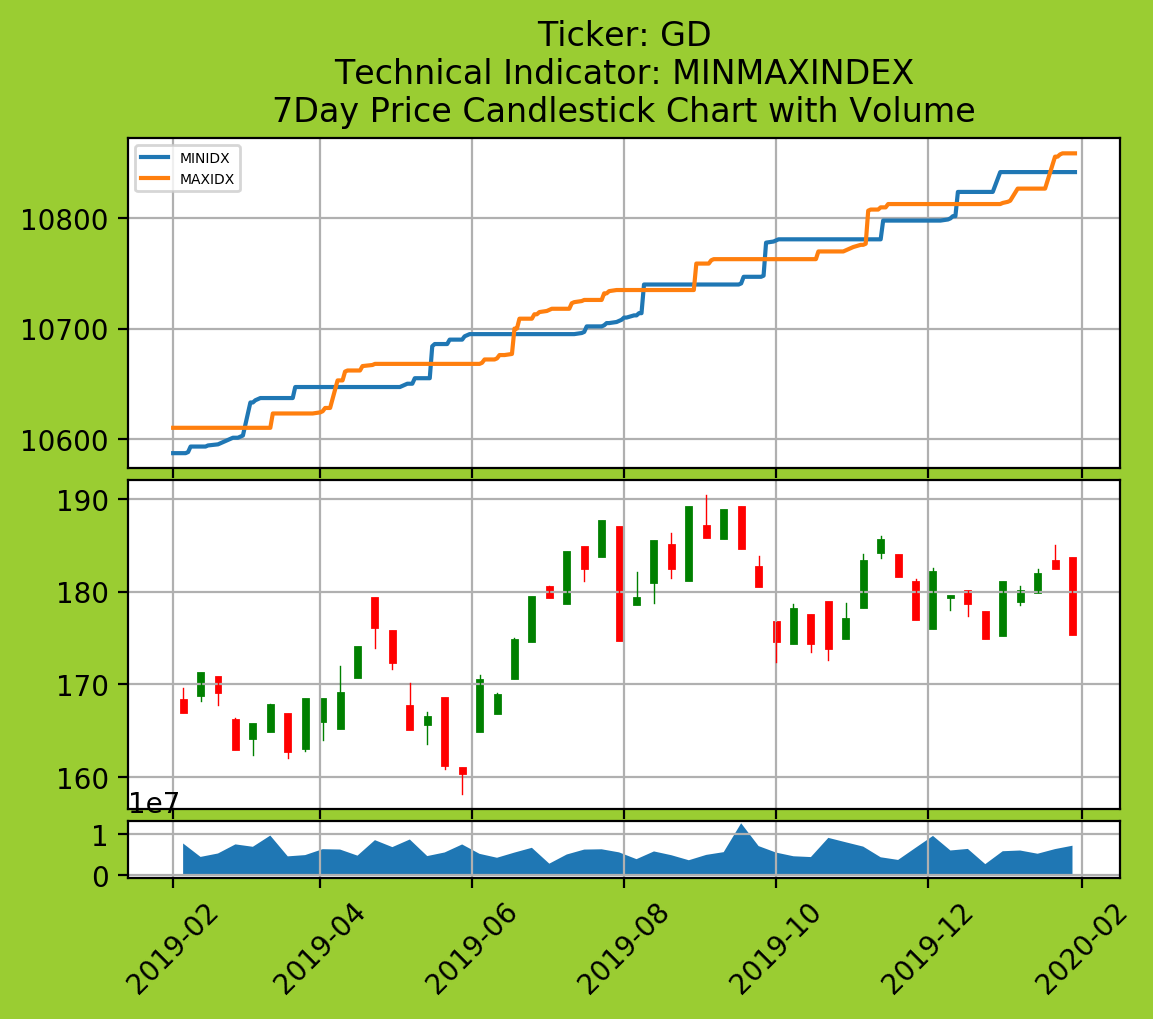 Ticker: GD
Technical Indicator: MINMAXINDEX
7Day Price Candlestick Chart with Volume
MINIDX
MAXIDX
10800
10700
10600
190
180
170
160
1e7
1
0
2019-02
2019-04
2019-06
2019-08
2019-10
2019-12
2020-02